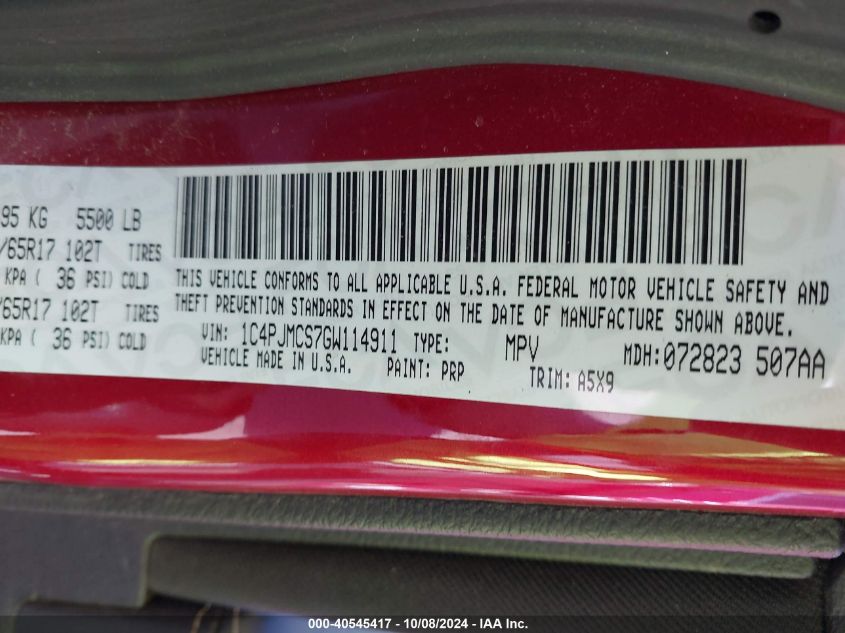 95 KG 5500 LB
/65R17 102T TIRES
KPA ( 36 PSI) COLD
/65R17 102T TIRES
KPA ( 36 PSI) COLD
THIS VEHICLE CONFORMS TO ALL APPLICABLE U.S.A. FEDERAL MOTOR VEHICLE SAFETY AND
THEFT PREVENTION STANDARDS IN EFFECT ON THE DATE OF MANUFACTURE SHOWN ABOVE.
VIN: 1C4PJMCS7GW114911 TYPE: MPV MDH:072823 507AA
VEHICLE MADE IN U.S.A. PAINT: PRP TRIM: A5X9
000-40545417 - 10/08/2024 - IAA Inc.